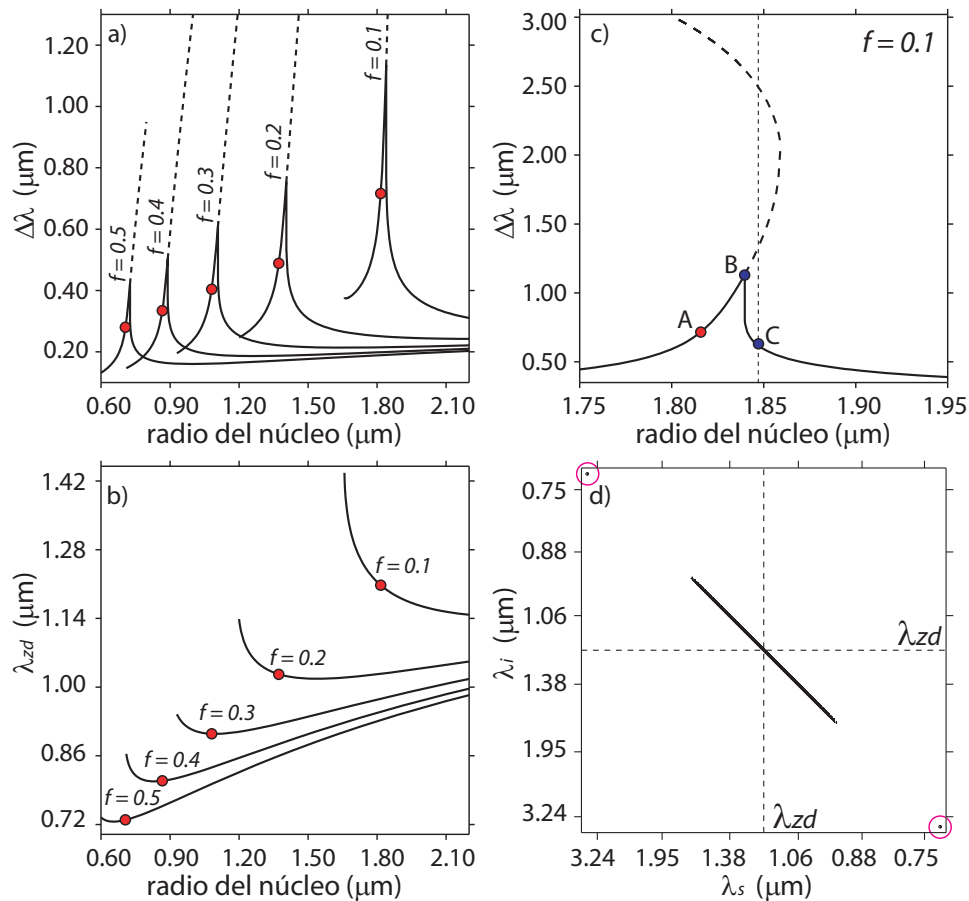 a)
1.20
1.00
0.80
0.60
0.40
0.20
Δλ (μm)
f = 0.5
f = 0.4
f = 0.3
f = 0.2
f = 0.1
0.60 0.90 1.20 1.50 1.80 2.10
radio del núcleo (μm)
c)
f = 0.1
3.00
2.50
2.00
1.50
1.00
0.50
Δλ (μm)
A
B
C
1.75 1.80 1.85 1.90 1.95
radio del núcleo (μm)
b)
1.42
1.28
1.14
1.00
0.86
0.72
λzd (μm)
f = 0.1
f = 0.2
f = 0.3
f = 0.4
f = 0.5
0.60 0.90 1.20 1.50 1.80 2.10
radio del núcleo (μm)
d)
0.75
0.88
1.06
1.38
1.95
3.24
λi (μm)
λzd
λzd
3.24 1.95 1.38 1.06 0.88 0.75
λs (μm)